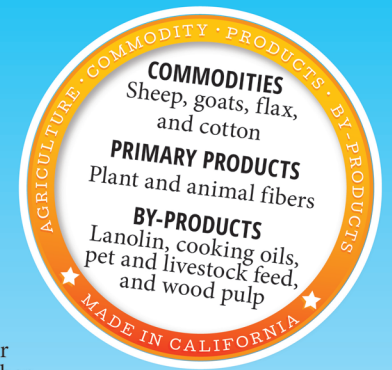 AGRICULTURE · COMMODITY · PRODUCTS · BY-PRODUCTS
COMMODITIES
Sheep, goats, flax,
and cotton
PRIMARY PRODUCTS
Plant and animal fibers
BY-PRODUCTS
Lanolin, cooking oils,
pet and livestock feed,
and wood pulp
MADE IN CALIFORNIA